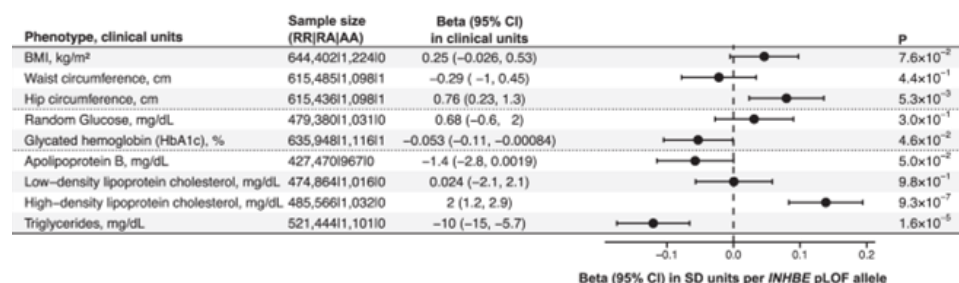 Phenotype, clinical units Sample size (RR|RA|AA) Beta (95% CI) in clinical units P
BMI, kg/m² 644,402|1,224|0 0.25 (−0.026, 0.53) 7.6×10⁻²
Waist circumference, cm 615,485|1,098|1 −0.29 ( −1, 0.45) 4.4×10⁻¹
Hip circumference, cm 615,436|1,098|1 0.76 (0.23, 1.3) 5.3×10⁻³
Random Glucose, mg/dL 479,380|1,031|0 0.68 (−0.6, 2) 3.0×10⁻¹
Glycated hemoglobin (HbA1c), % 635,948|1,116|1 −0.053 (−0.11, −0.00084) 4.6×10⁻²
Apolipoprotein B, mg/dL 427,470|967|0 −1.4 (−2.8, 0.0019) 5.0×10⁻²
Low−density lipoprotein cholesterol, mg/dL 474,864|1,016|0 0.024 (−2.1, 2.1) 9.8×10⁻¹
High−density lipoprotein cholesterol, mg/dL 485,566|1,032|0 2 (1.2, 2.9) 9.3×10⁻⁷
Triglycerides, mg/dL 521,444|1,101|0 −10 (−15, −5.7) 1.6×10⁻⁵
−0.1 0.0 0.1 0.2
Beta (95% CI) in SD units per INHBE pLOF allele